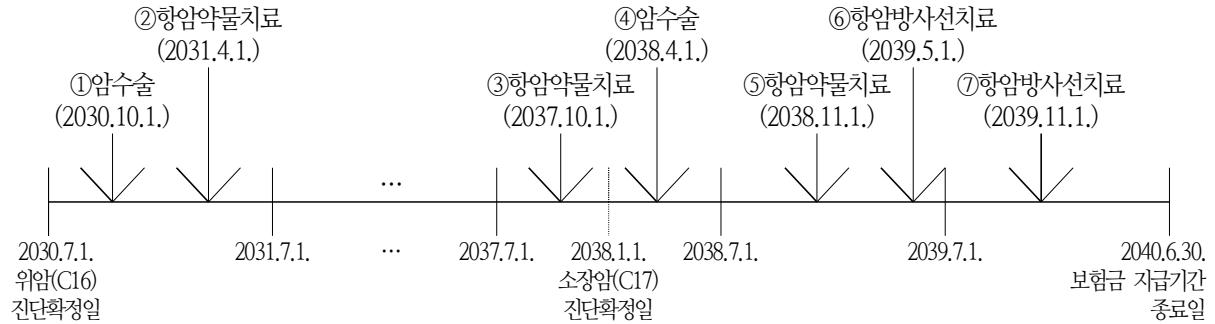 ②항암약물치료
(2031.4.1.)
④암수술
(2038.4.1.)
⑥항암방사선치료
(2039.5.1.)
①암수술
(2030.10.1.)
③항암약물치료
(2037.10.1.)
⑤항암약물치료
(2038.11.1.)
⑦항암방사선치료
(2039.11.1.)
…
2030.7.1.
위암(C16)
진단확정일
2031.7.1.
…
2037.7.1.
2038.1.1.
소장암(C17)
진단확정일
2038.7.1.
2039.7.1.
2040.6.30.
보험금 지급기간
종료일